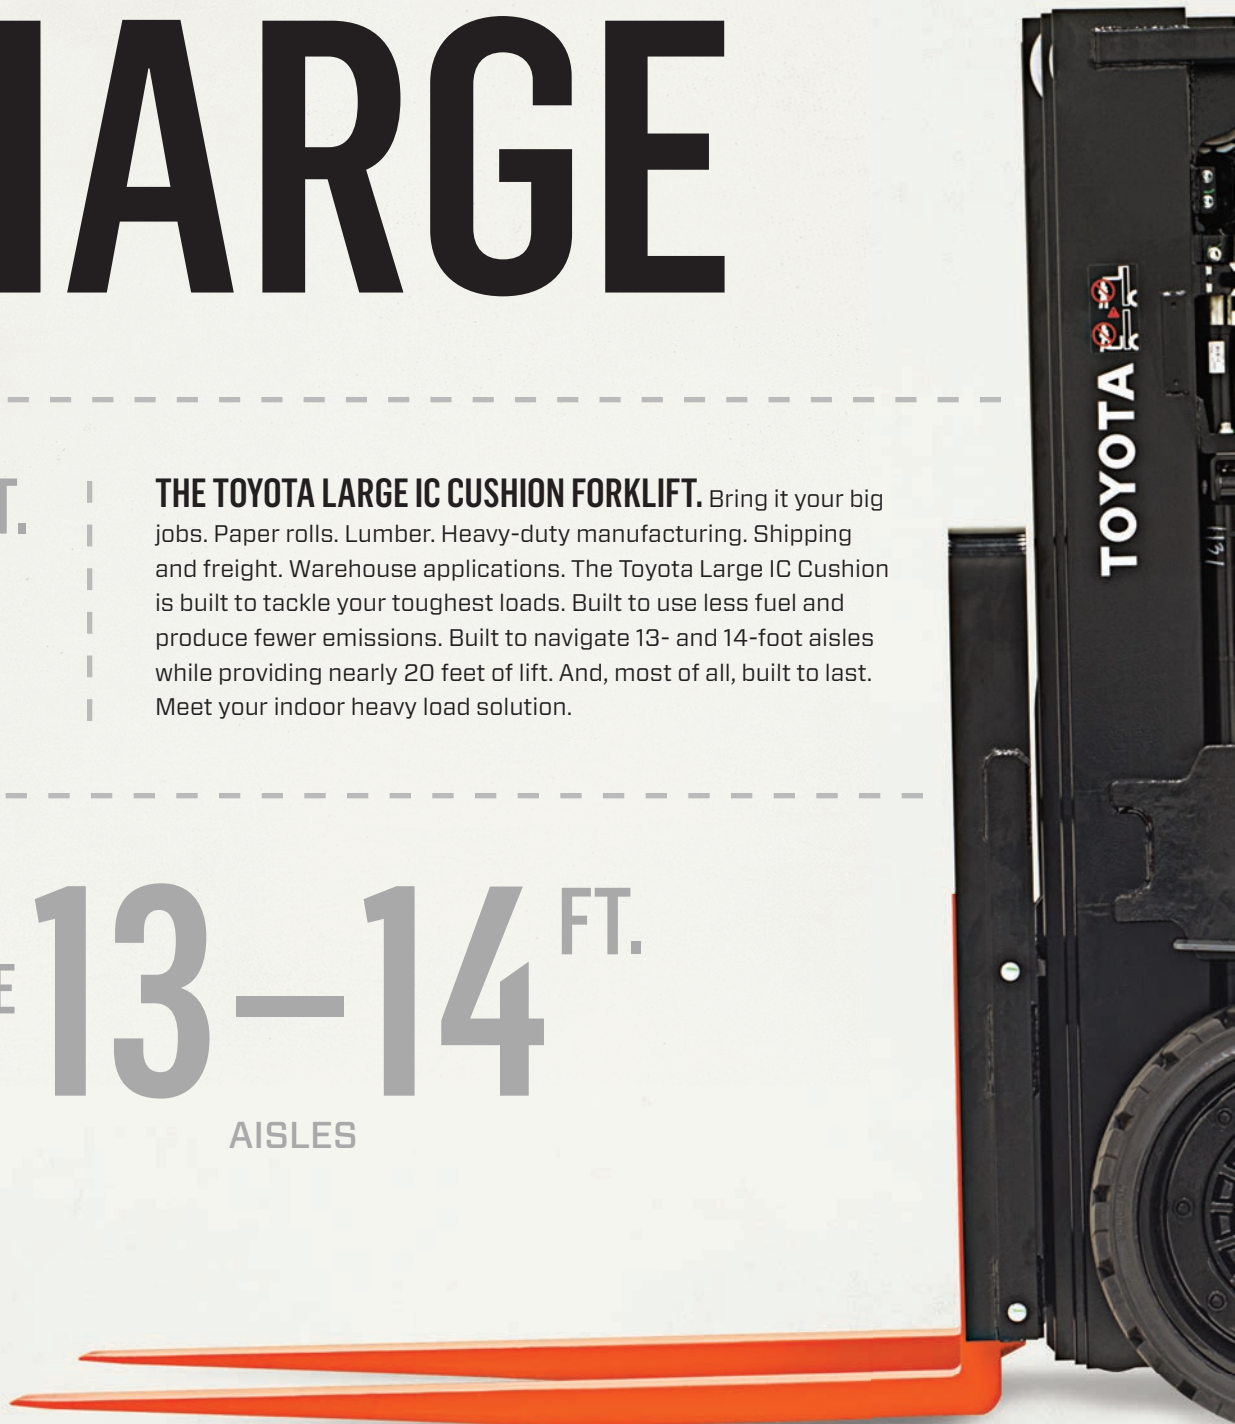 HARGE
T.
THE TOYOTA LARGE IC CUSHION FORKLIFT. Bring it your big
jobs. Paper rolls. Lumber. Heavy-duty manufacturing. Shipping
and freight. Warehouse applications. The Toyota Large IC Cushion
is built to tackle your toughest loads. Built to use less fuel and
produce fewer emissions. Built to navigate 13- and 14-foot aisles
while providing nearly 20 feet of lift. And, most of all, built to last.
Meet your indoor heavy load solution.
E 13–14 FT.
AISLES
TOYOTA